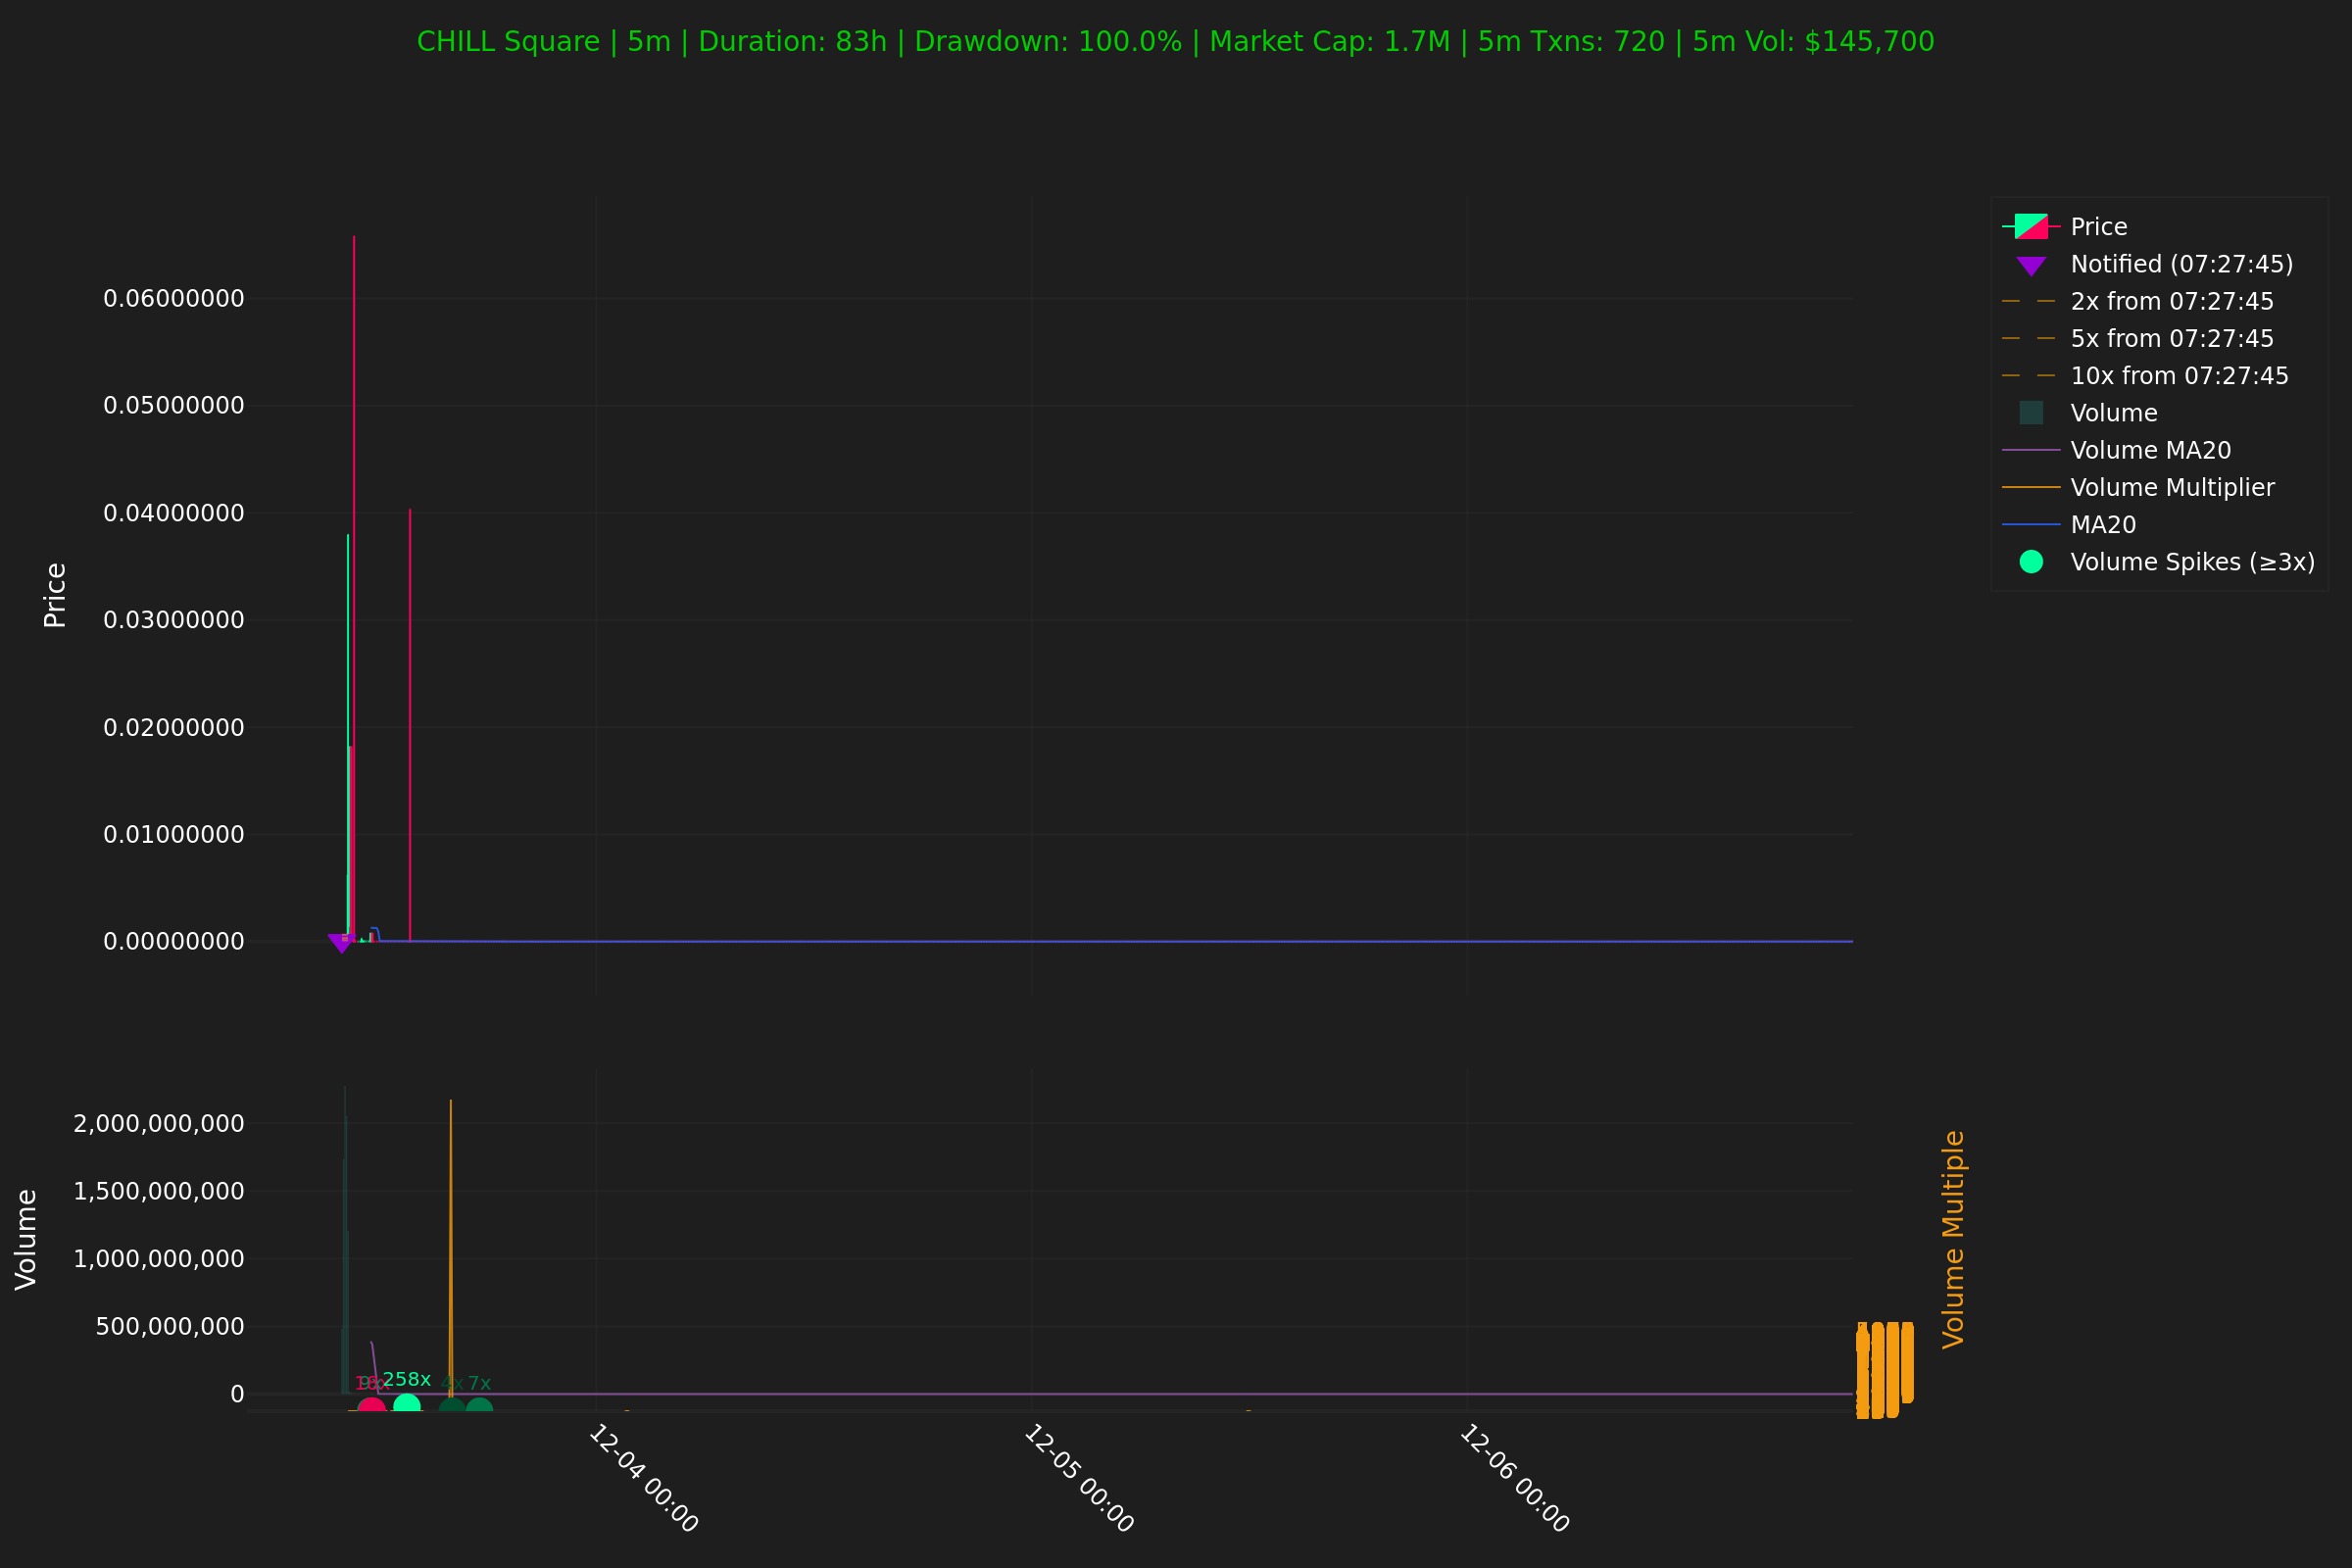 CHILL Square | 5m | Duration: 83h | Drawdown: 100.0% | Market Cap: 1.7M | 5m Txns: 720 | 5m Vol: $145,700
Price
0.06000000
0.05000000
0.04000000
0.03000000
0.02000000
0.01000000
0.00000000
Price
Notified (07:27:45)
2x from 07:27:45
5x from 07:27:45
10x from 07:27:45
Volume
Volume MA20
Volume Multiplier
MA20
Volume Spikes (≥3x)
Volume
2,000,000,000
1,500,000,000
1,000,000,000
500,000,000
0
258x
4x
7x
Volume Multiple
12-04 00:00
12-05 00:00
12-06 00:00